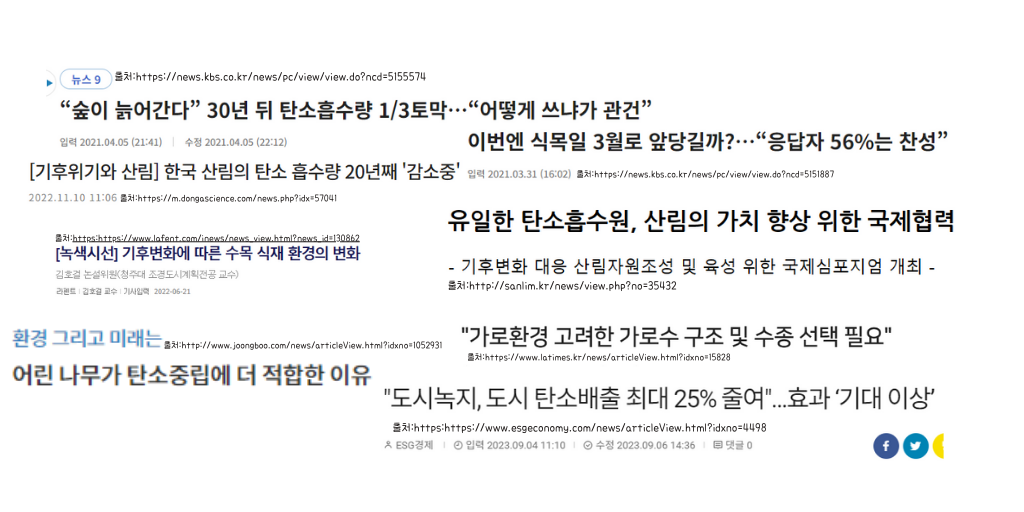 뉴스 9 출처:https://news.kbs.co.kr/news/pc/view/view.do?ncd=5155574
“숲이 늙어간다” 30년 뒤 탄소흡수량 1/3토막…“어떻게 쓰냐가 관건”
입력 2021.04.05 (21:41) | 수정 2021.04.05 (22:12)
이번엔 식목일 3월로 앞당길까?…“응답자 56%는 찬성”
입력 2021.03.31 (16:02) 출처:https://news.kbs.co.kr/news/pc/view/view.do?ncd=5151887
[기후위기와 산림] 한국 산림의 탄소 흡수량 20년째 '감소중'
2022.11.10 11:06 출처:https://m.dongascience.com/news.php?idx=57041
유일한 탄소흡수원, 산림의 가치 향상 위한 국제협력
- 기후변화 대응 산림자원조성 및 육성 위한 국제심포지엄 개최 -
출처:http://sanlim.kr/news/view.php?no=35432
출처:https:https://www.lafent.com/inews/news_view.html?news_id=130862
[녹색시선] 기후변화에 따른 수목 식재 환경의 변화
김호걸 논설위원(청주대 조경도시계획전공 교수)
라펜트 | 김호걸 교수 | 기사입력 2022-06-21
환경 그리고 미래는 출처:http://www.joongboo.com/news/articleView.html?idxno=1052931
어린 나무가 탄소중립에 더 적합한 이유
"가로환경 고려한 가로수 구조 및 수종 선택 필요"
출처:https://www.latimes.kr/news/articleView.html?idxno=15828
"도시녹지, 도시 탄소배출 최대 25% 줄여"...효과 ‘기대 이상’
출처:https:https://www.esgeconomy.com/news/articleView.html?idxno=4498
ESG경제 | 입력 2023.09.04 11:10 | 수정 2023.09.06 14:36 | 댓글 0